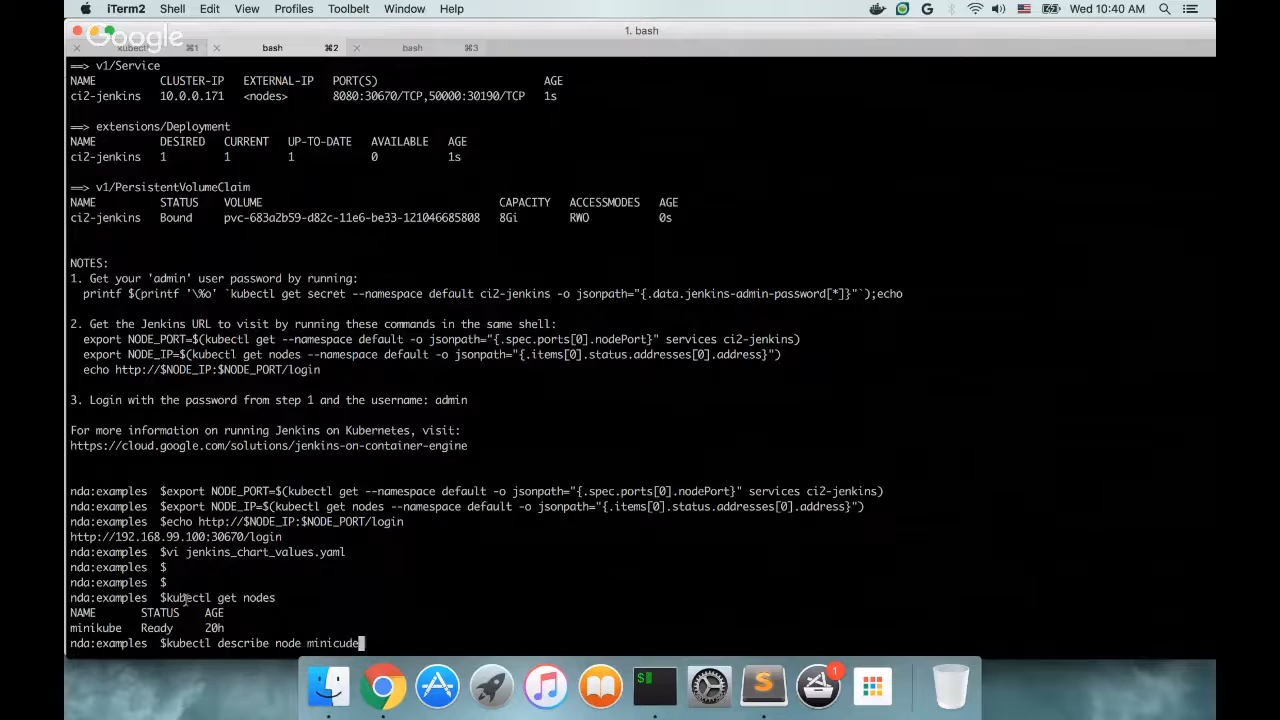 iTerm2 Shell Edit View Profiles Toolbelt Window Help Wed 10:40 AM
Google
1. bash
kubect ⌘1 bash ⌘2 bash ⌘3
==> v1/Service
NAME CLUSTER-IP EXTERNAL-IP PORT(S) AGE
ci2-jenkins 10.0.0.171 <nodes> 8080:30670/TCP,50000:30190/TCP 1s
==> extensions/Deployment
NAME DESIRED CURRENT UP-TO-DATE AVAILABLE AGE
ci2-jenkins 1 1 1 0 1s
==> v1/PersistentVolumeClaim
NAME STATUS VOLUME CAPACITY ACCESSMODES AGE
ci2-jenkins Bound pvc-683a2b59-d82c-11e6-be33-121046685808 8Gi RWO 0s
NOTES:
1. Get your 'admin' user password by running:
printf $(printf '\%o' `kubectl get secret --namespace default ci2-jenkins -o jsonpath="{.data.jenkins-admin-password[*]}"`);echo
2. Get the Jenkins URL to visit by running these commands in the same shell:
export NODE_PORT=$(kubectl get --namespace default -o jsonpath="{.spec.ports[0].nodePort}" services ci2-jenkins)
export NODE_IP=$(kubectl get nodes --namespace default -o jsonpath="{.items[0].status.addresses[0].address}")
echo http://$NODE_IP:$NODE_PORT/login
3. Login with the password from step 1 and the username: admin
For more information on running Jenkins on Kubernetes, visit:
https://cloud.google.com/solutions/jenkins-on-container-engine
nda:examples $export NODE_PORT=$(kubectl get --namespace default -o jsonpath="{.spec.ports[0].nodePort}" services ci2-jenkins)
nda:examples $export NODE_IP=$(kubectl get nodes --namespace default -o jsonpath="{.items[0].status.addresses[0].address}")
nda:examples $echo http://$NODE_IP:$NODE_PORT/login
http://192.168.99.100:30670/login
nda:examples $vi jenkins_chart_values.yaml
nda:examples $
nda:examples $
nda:examples $kubectl get nodes
NAME STATUS AGE
minikube Ready 20h
nda:examples $kubectl describe node minicude
1